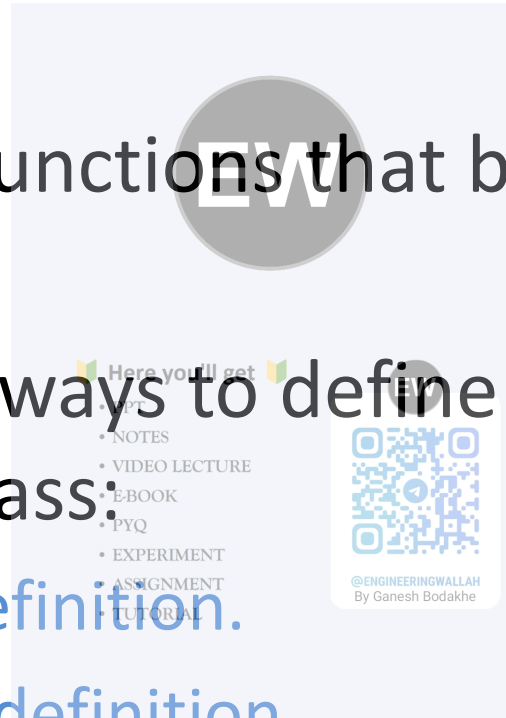 EW
unctions that b
Here you'll get
ways to define
EW
• PPT
• NOTES
• VIDEO LECTURE
ass:
• E-BOOK
• PYQ
• EXPERIMENT
• ASSIGNMENT
@ENGINEERINGWALLAH
By Ganesh Bodakhe
efinition.
• TUTORIAL
definition